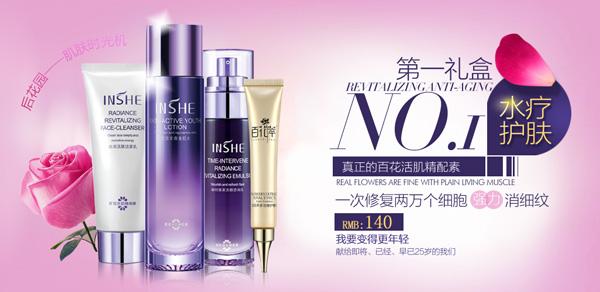 后花园——肌肤的时光机
INSHE
RADIANCE
REVITALIZING
FACE-CLEANSER
INSHE
LOTION
INSHE
TIME-INTERVENE
RADIANCE
百花萃
第一礼盒
REVITALIZING ANTI-AGING
NO.1
水疗
护肤
真正的百花活肌精配素
REAL FLOWERS ARE FINE WITH PLAIN LIVING MUSCLE
一次修复两万个细胞 强力 消细纹
RMB:140
我要变得更年轻
献给即将、已经、早已25岁的我们